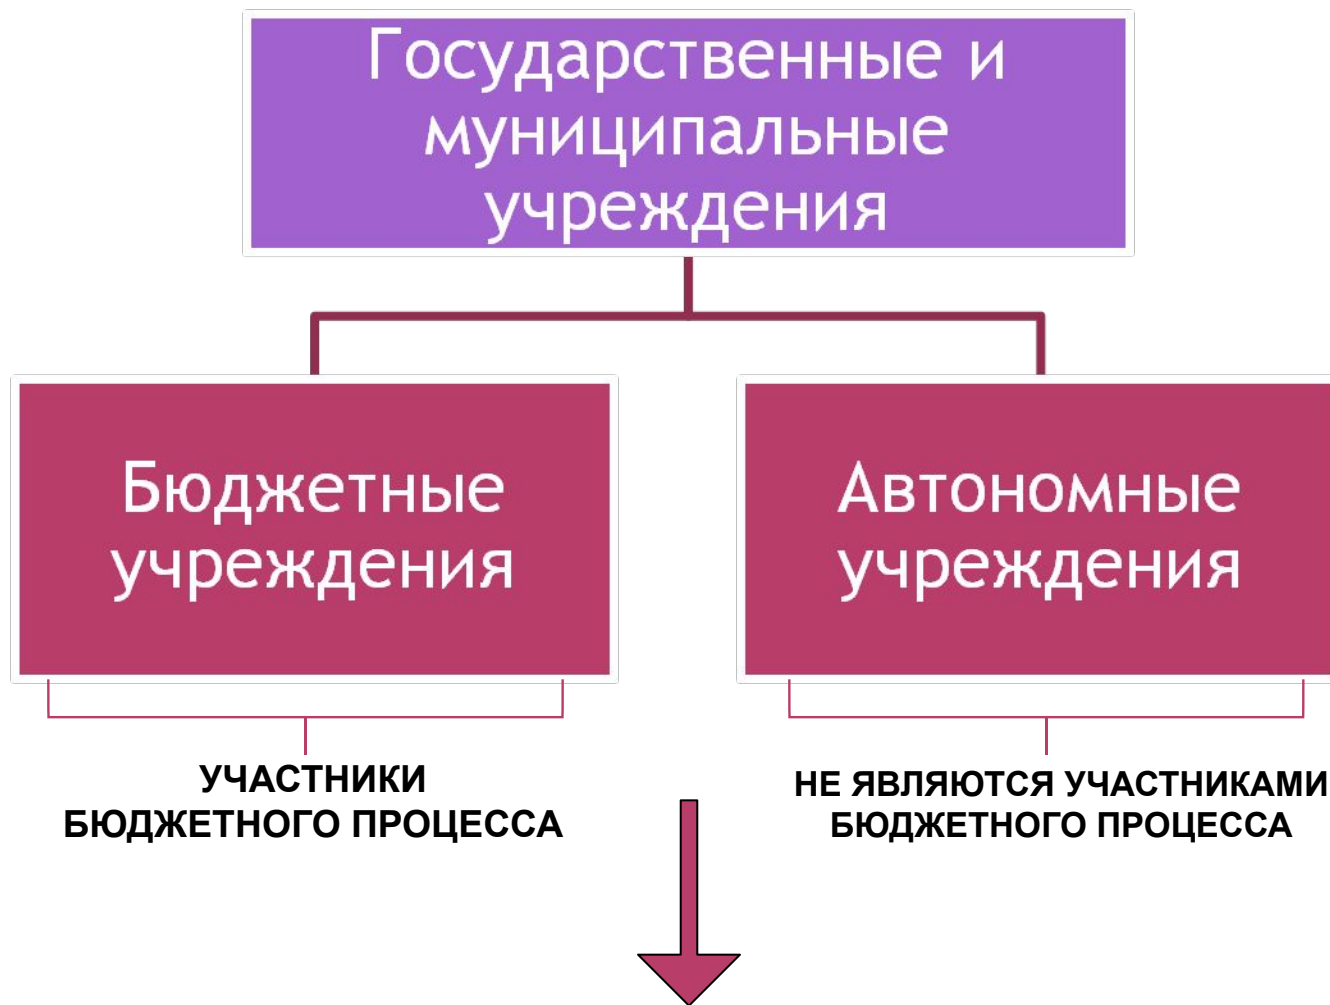 Государственные и
муниципальные
учреждения
Бюджетные
учреждения
Автономные
учреждения
УЧАСТНИКИ
БЮДЖЕТНОГО ПРОЦЕССА
НЕ ЯВЛЯЮТСЯ УЧАСТНИКАМИ
БЮДЖЕТНОГО ПРОЦЕССА